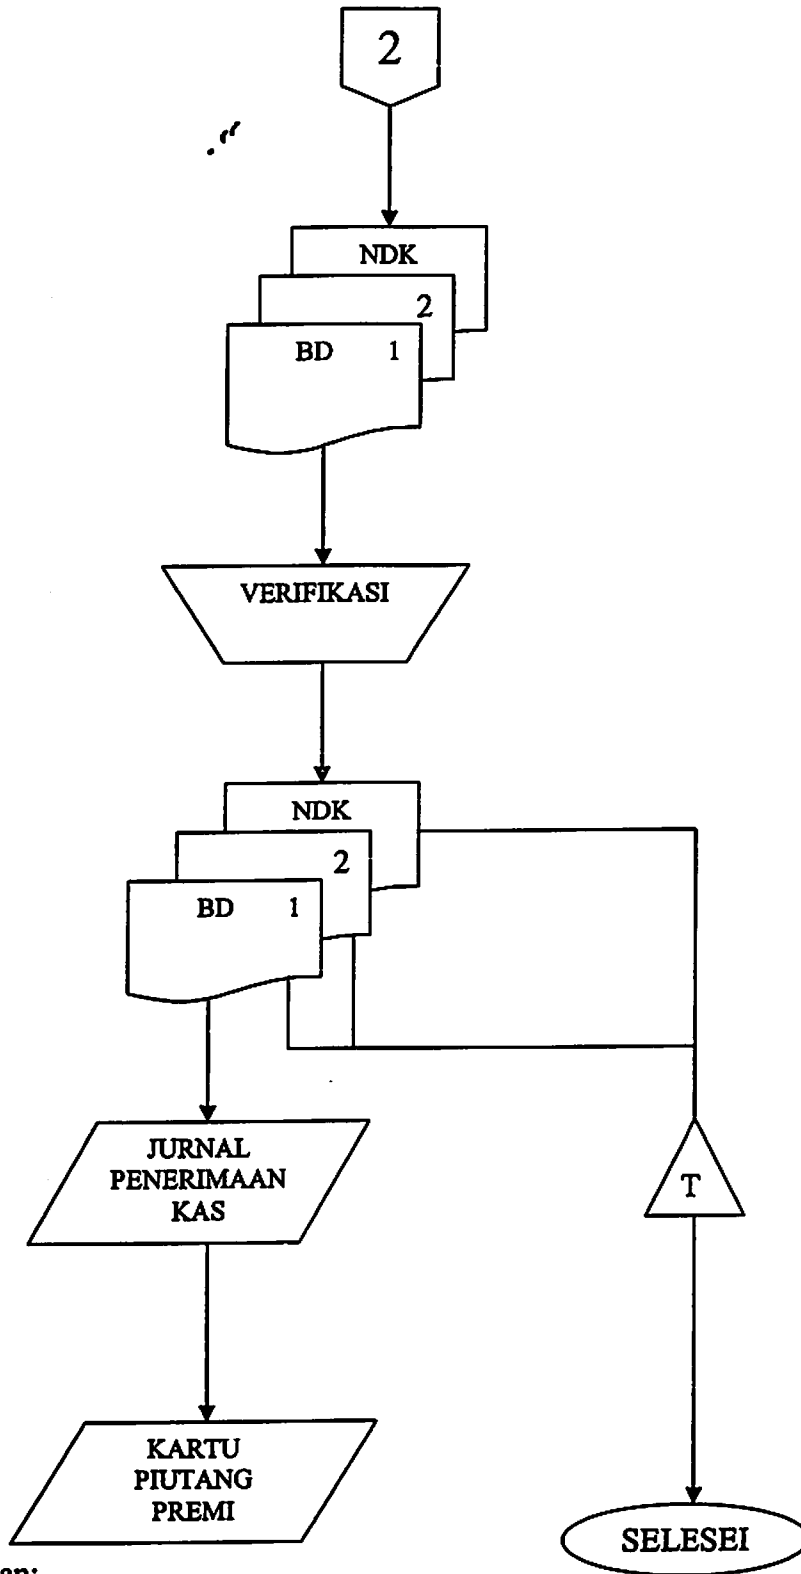 2
NDK
2
BD 1
VERIFIKASI
NDK
2
BD 1
JURNAL
PENERIMAAN
KAS
T
KARTU
PIUTANG
PREMI
SELESEI